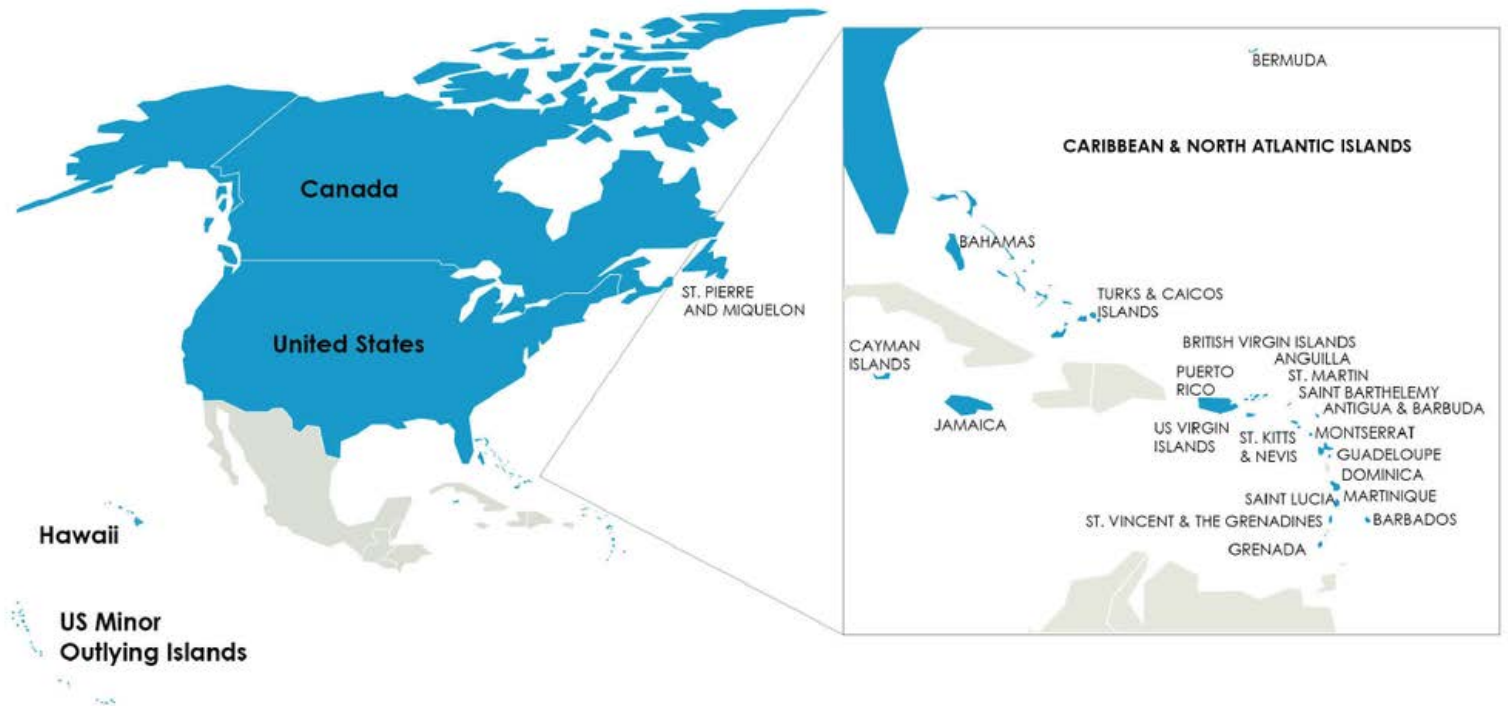 Canada
United States
ST. PIERRE
AND MIQUELON
Hawaii
US Minor
Outlying Islands
BERMUDA
CARIBBEAN & NORTH ATLANTIC ISLANDS
BAHAMAS
TURKS & CAICOS
ISLANDS
CAYMAN
ISLANDS
JAMAICA
BRITISH VIRGIN ISLANDS
ANGUILLA
PUERTO
RICO
ST. MARTIN
SAINT BARTHELEMY
ANTIGUA & BARBUDA
US VIRGIN
ISLANDS
ST. KITTS
& NEVIS
MONTSERRAT
GUADELOUPE
DOMINICA
SAINT LUCIA
MARTINIQUE
ST. VINCENT & THE GRENADINES
BARBADOS
GRENADA